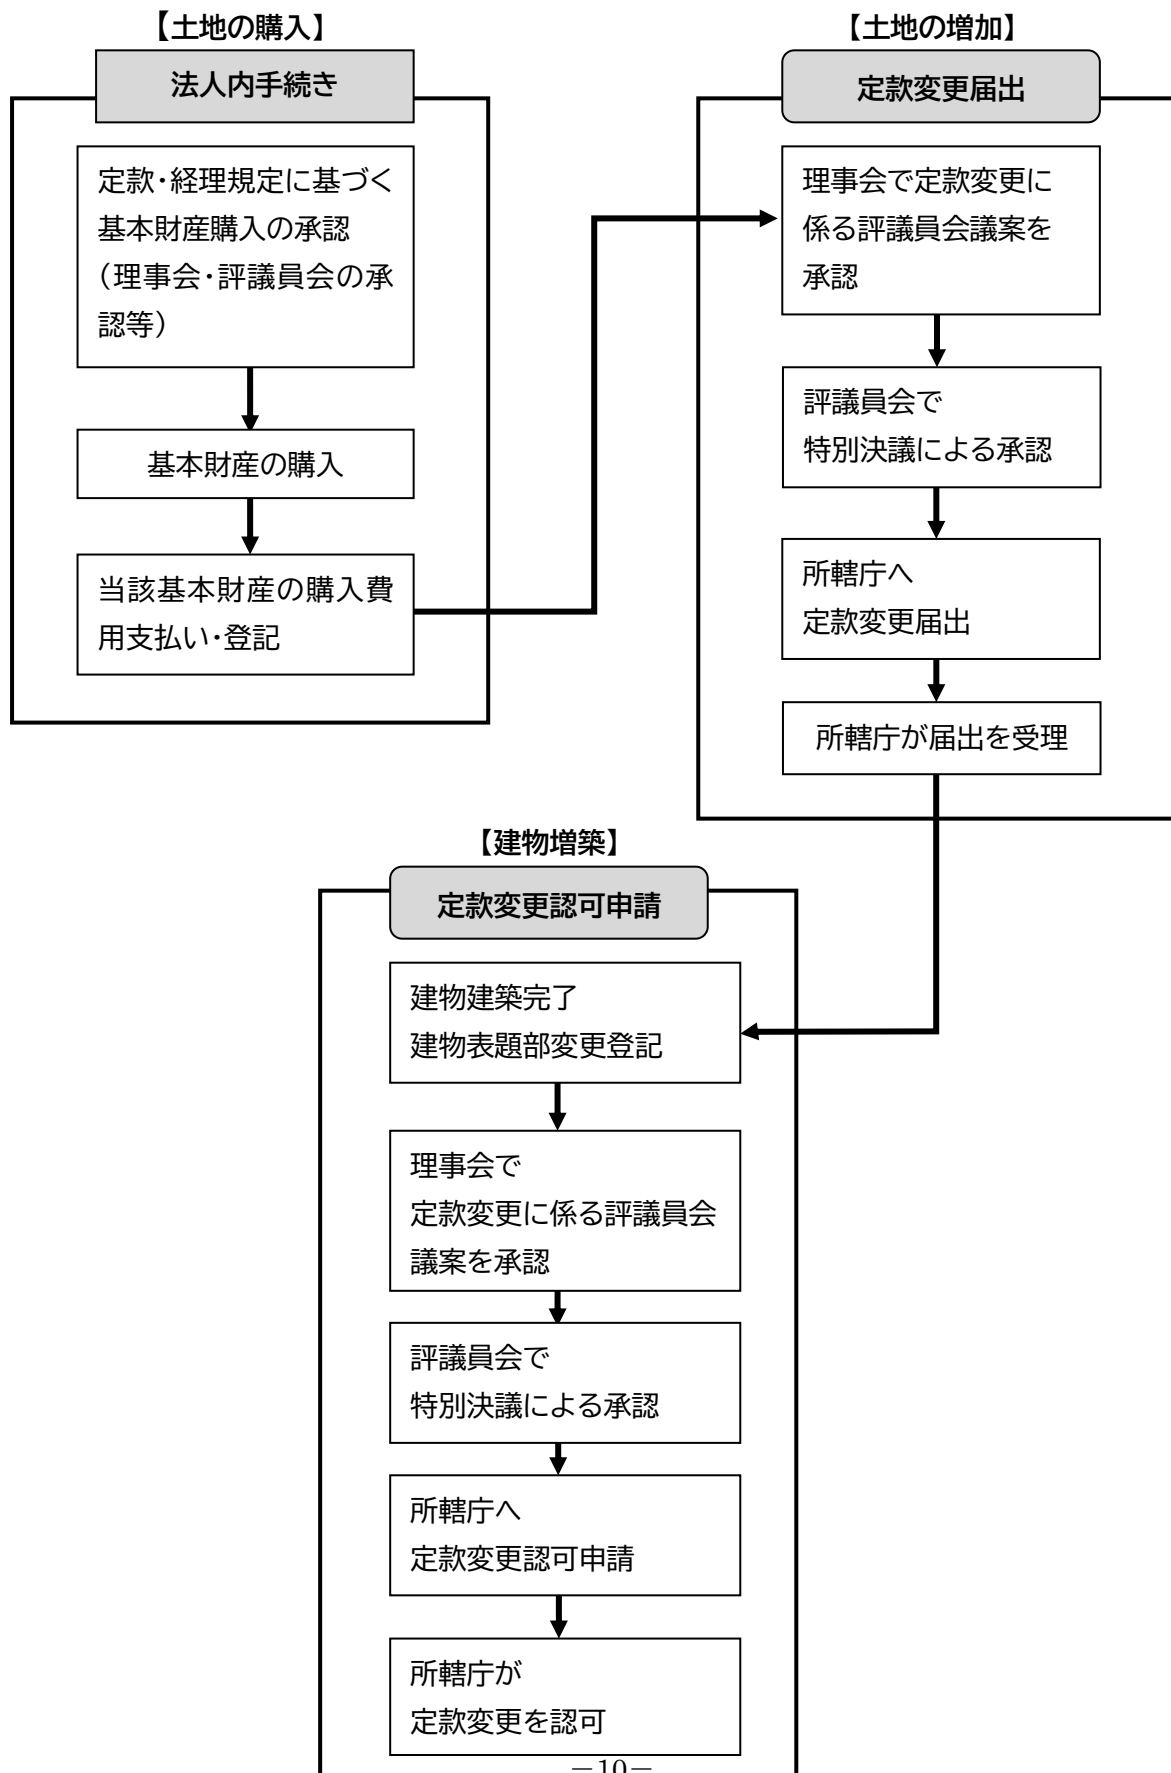 【土地の購入】
法人内手続き
定款・経理規定に基づく
基本財産購入の承認
（理事会・評議員会の承
認等）
基本財産の購入
当該基本財産の購入費
用支払い・登記
【土地の増加】
定款変更届出
理事会で定款変更に
係る評議員会議案を
承認
評議員会で
特別決議による承認
所轄庁へ
定款変更届出
所轄庁が届出を受理
【建物増築】
定款変更認可申請
建物建築完了
建物表題部変更登記
理事会で
定款変更に係る評議員会
議案を承認
評議員会で
特別決議による承認
所轄庁へ
定款変更認可申請
所轄庁が
定款変更を認可
－10－